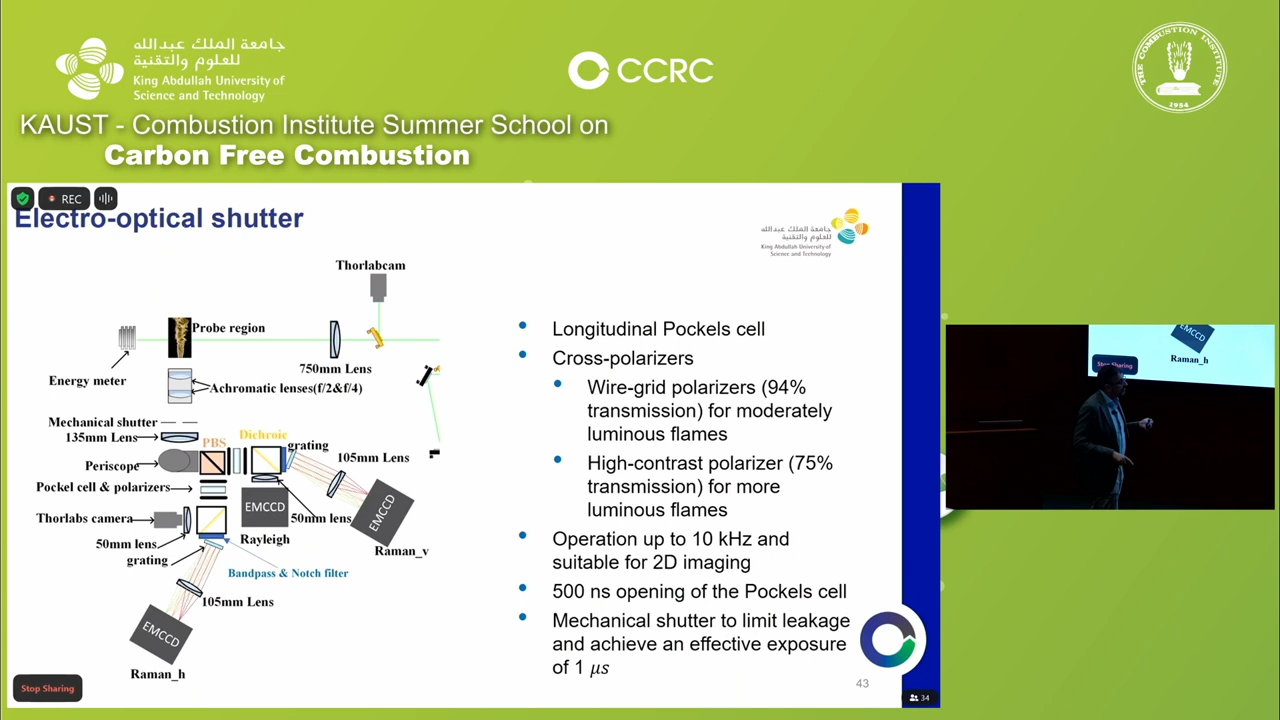 جامعة الملك عبدالله
للعلوم والتقنية
King Abdullah University of
Science and Technology
CCRC
THE COMBUSTION INSTITUTE
1954
KAUST - Combustion Institute Summer School on
Carbon Free Combustion
REC
Electro-optical shutter
جامعة الملك عبدالله
للعلوم والتقنية
King Abdullah University of
Science and Technology
Thorlabcam
Probe region
750mm Lens
Energy meter
Achromatic lenses(f/2&f/4)
Mechanical shutter
135mm Lens
PBS
Dichroic
grating
105mm Lens
Periscope
Pockel cell & polarizers
EMCCD
EMCCD
Thorlabs camera
50mm lens
Rayleigh
Raman_v
50mm lens
grating
Bandpass & Notch filter
105mm Lens
EMCCD
Raman_h
• Longitudinal Pockels cell
• Cross-polarizers
• Wire-grid polarizers (94%
transmission) for moderately
luminous flames
• High-contrast polarizer (75%
transmission) for more
luminous flames
• Operation up to 10 kHz and
suitable for 2D imaging
• 500 ns opening of the Pockels cell
• Mechanical shutter to limit leakage
and achieve an effective exposure
of 1 μs
43
Stop Sharing
34
EMCCD
Raman_h
Stop Sharing